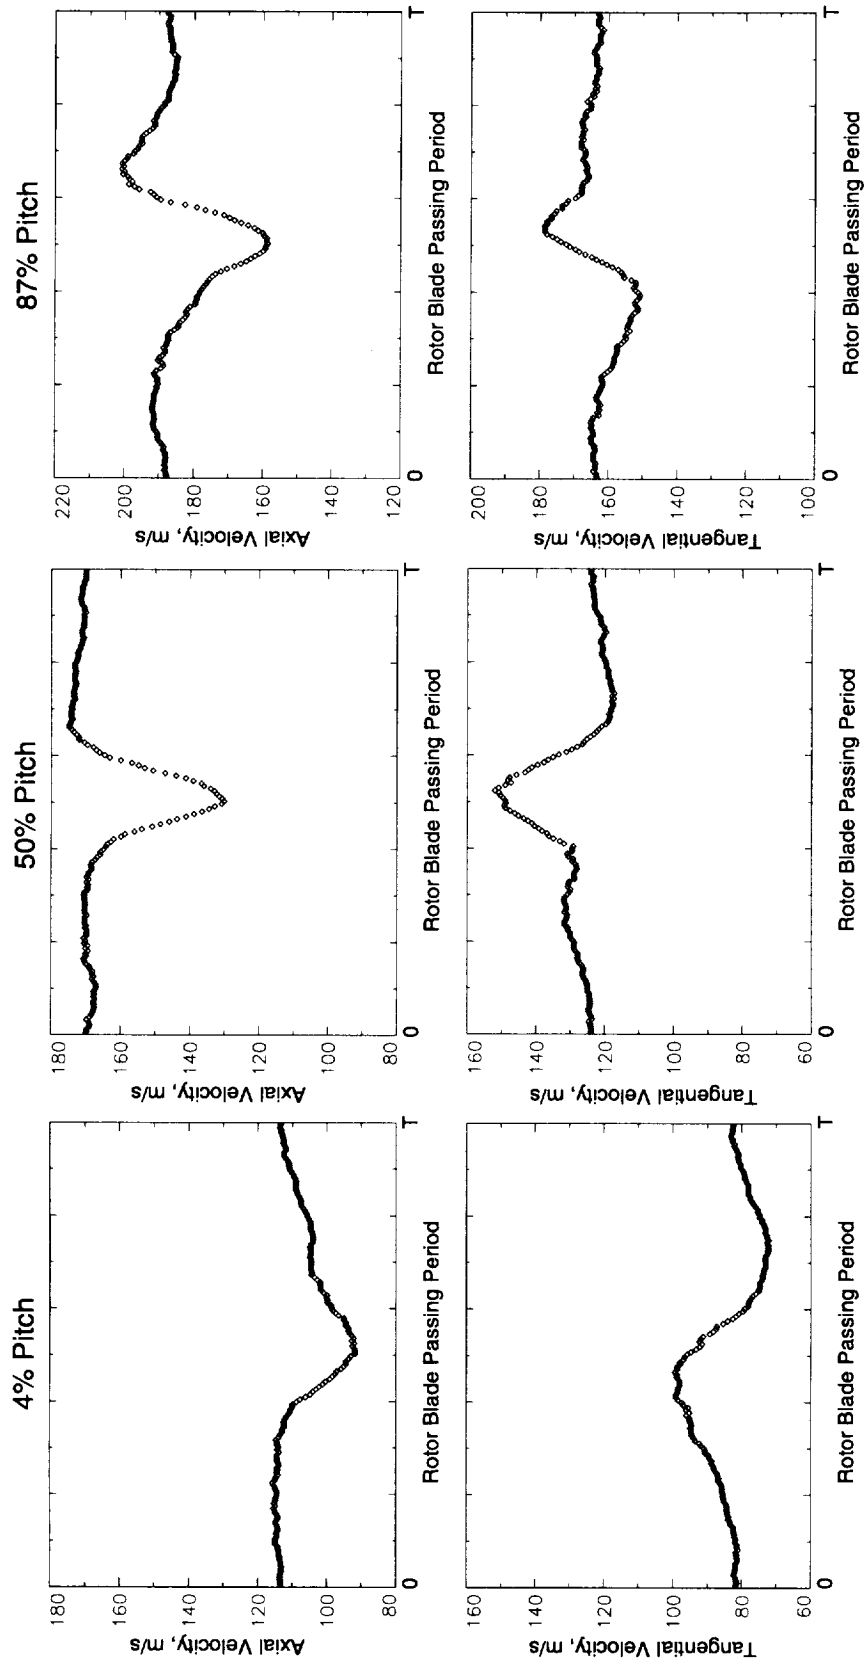 4% Pitch
180
160
140
120
100
80
Axial Velocity, m/s
0
T
Rotor Blade Passing Period
50% Pitch
180
160
140
120
100
80
Axial Velocity, m/s
0
T
Rotor Blade Passing Period
87% Pitch
220
200
180
160
140
120
Axial Velocity, m/s
0
T
Rotor Blade Passing Period
160
140
120
100
80
60
Tangential Velocity, m/s
0
T
Rotor Blade Passing Period
160
140
120
100
80
60
Tangential Velocity, m/s
0
T
Rotor Blade Passing Period
200
180
160
140
120
100
Tangential Velocity, m/s
0
T
Rotor Blade Passing Period